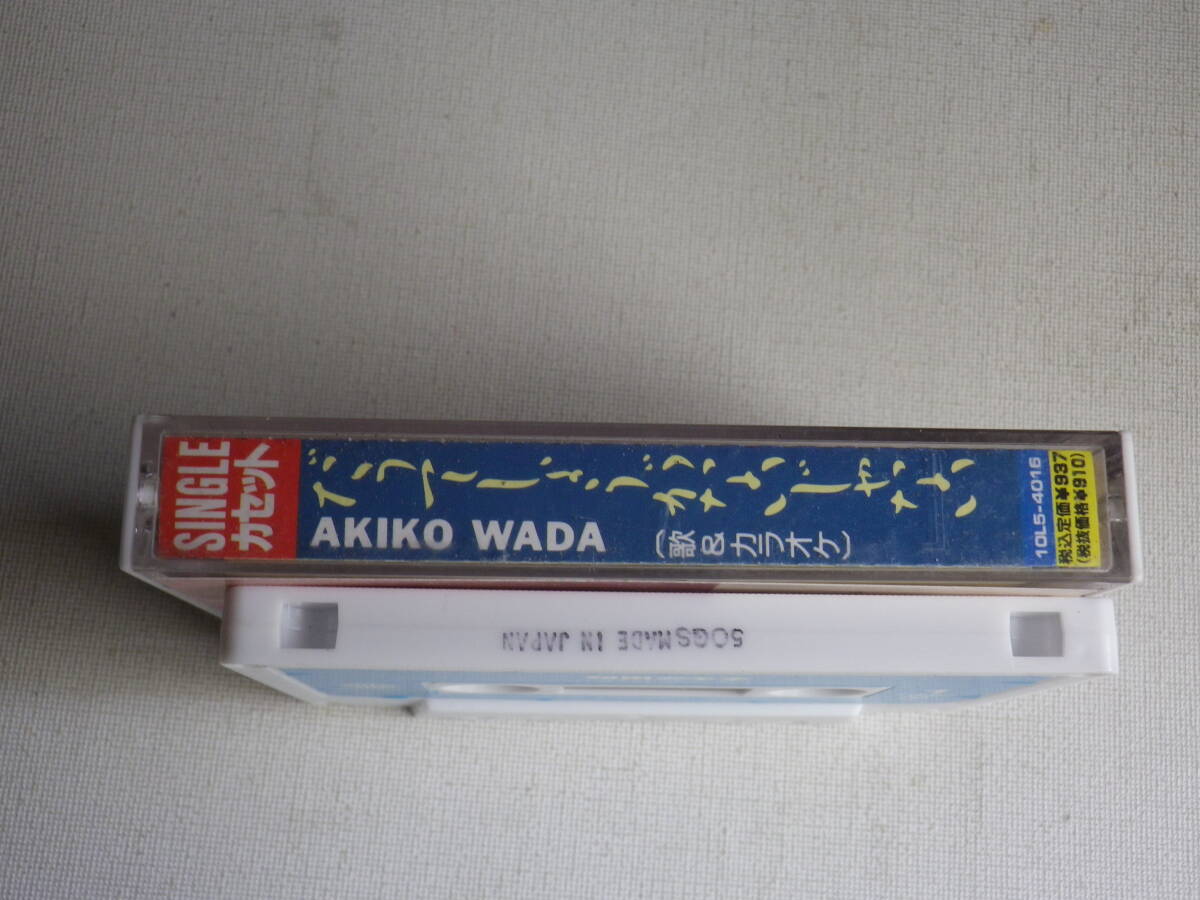 SINGLE
カセット
だってしょうがないじゃない
AKIKO WADA
(歌&カラオケ)
10L5-4016
税込定価¥937
(税抜価格¥910)
50QSMADE IN JAPAN